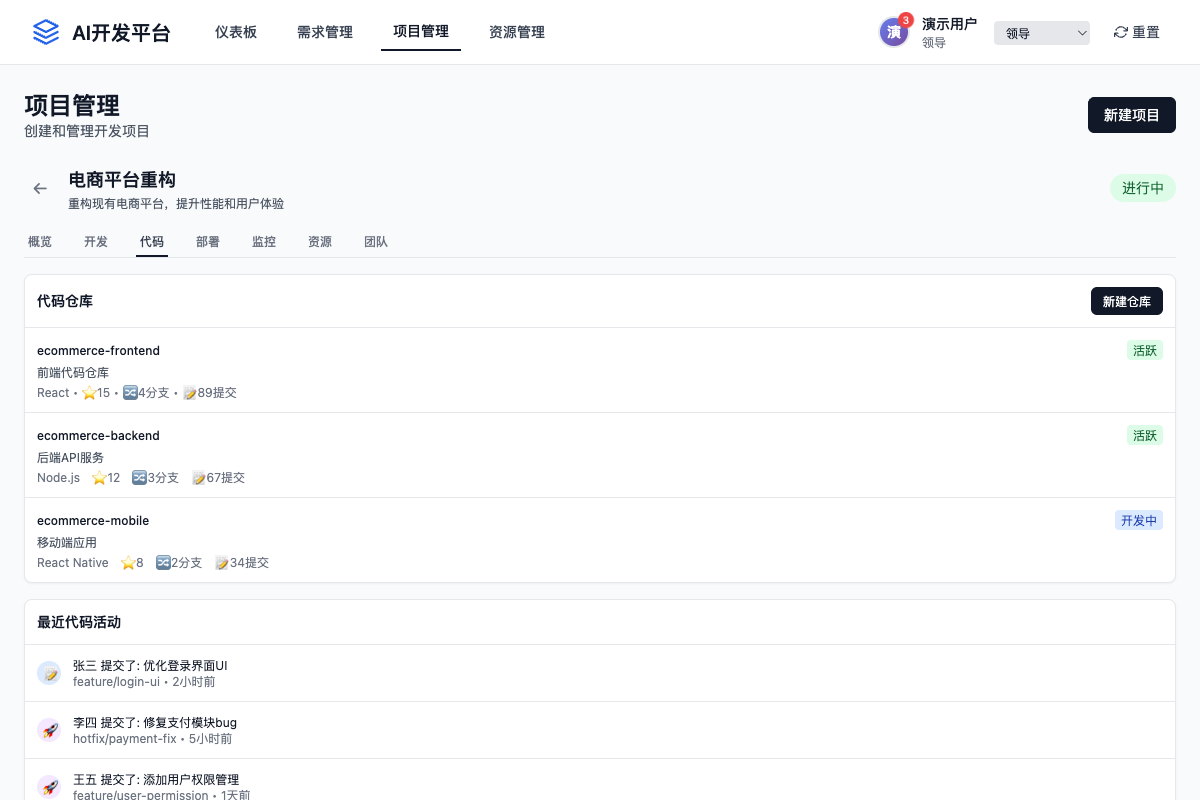 AI开发平台 仪表板 需求管理 项目管理 资源管理 演 3 演示用户 领导 领导 重置
项目管理
创建和管理开发项目
新建项目
电商平台重构
重构现有电商平台，提升性能和用户体验
进行中
概览 开发 代码 部署 监控 资源 团队
代码仓库 新建仓库
ecommerce-frontend 活跃
前端代码仓库
React • ⭐15 • 🔀4分支 • 📝89提交
ecommerce-backend 活跃
后端API服务
Node.js ⭐12 🔀3分支 📝67提交
ecommerce-mobile 开发中
移动端应用
React Native ⭐8 🔀2分支 📝34提交
最近代码活动
张三 提交了: 优化登录界面UI
feature/login-ui • 2小时前
李四 提交了: 修复支付模块bug
hotfix/payment-fix • 5小时前
王五 提交了: 添加用户权限管理
feature/user-permission • 1天前